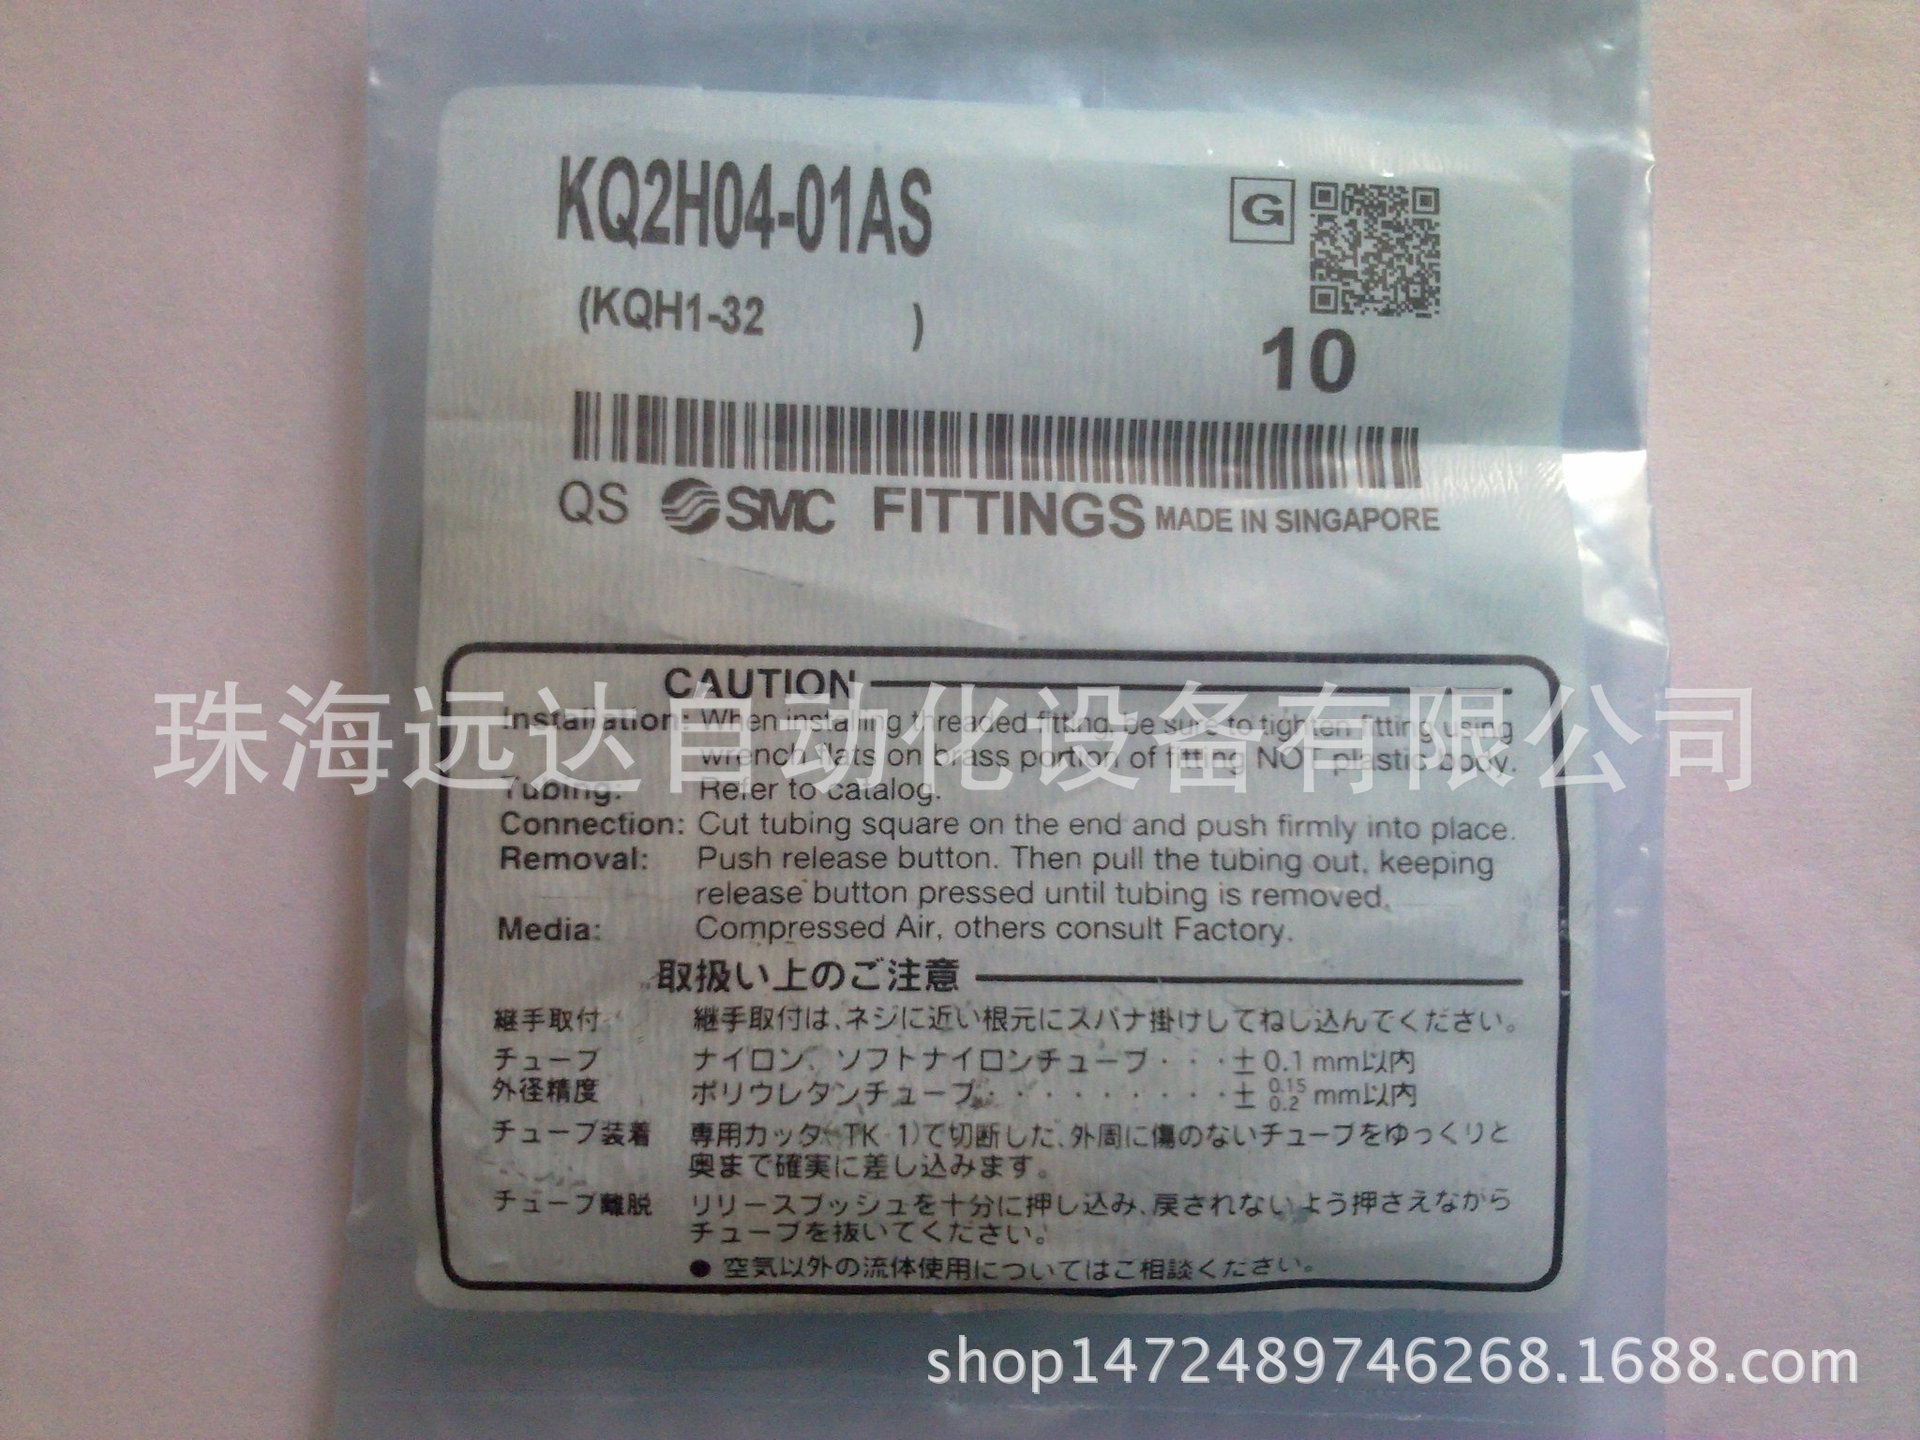 KQ2H04-01AS
G
(KQH1-32 )
10
QS SMC FITTINGS MADE IN SINGAPORE
CAUTION
Installation: When installing threaded fitting, be sure to tighten fitting using
wrench flats on brass portion of fitting NOT plastic body.
珠海远达自动化设备有限公司
Tubing: Refer to catalog.
Connection: Cut tubing square on the end and push firmly into place.
Removal: Push release button. Then pull the tubing out, keeping
release button pressed until tubing is removed.
Media: Compressed Air, others consult Factory.
取扱い上のご注意
継手取付 継手取付は、ネジに近い根元にスパナ掛けしてねじ込んでください。
チューブ ナイロン、ソフトナイロンチューブ・・・± 0.1 mm以内
外径精度 ポリウレタンチューブ・・・・・・・・・± 0.15 0.2 mm以内
チューブ装着 専用カッタ(TK-1)で切断した、外周に傷のないチューブをゆっくりと
奥まで確実に差し込みます。
チューブ離脱 リリースブッシュを十分に押し込み、戻されないよう押さえながら
チューブを抜いてください。
● 空気以外の流体使用についてはご相談ください。
shop1472489746268.1688.com